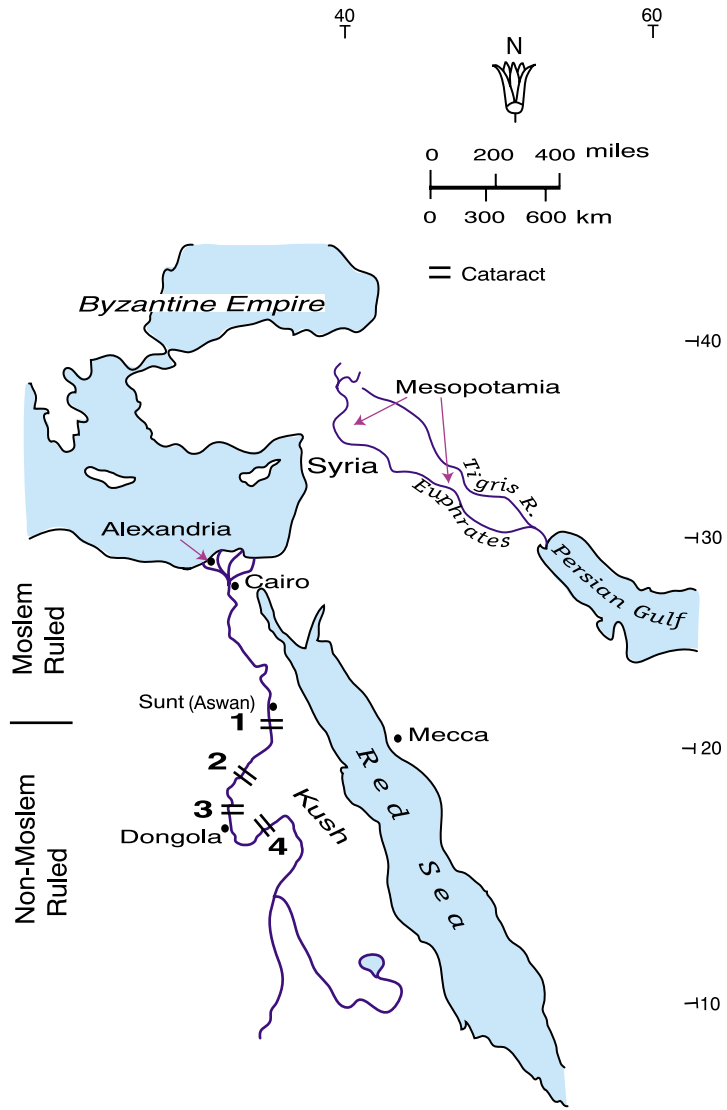 40
60
N
0 200 400 miles
0 300 600 km
Cataract
Byzantine Empire
40
Mesopotamia
Syria
Tigris R.
Euphrates
Alexandria
30
Persian Gulf
Cairo
Moslem
Ruled
Sunt (Aswan)
1
Mecca
20
2
Red Sea
3
Kush
Dongola
4
Non-Moslem
Ruled
10